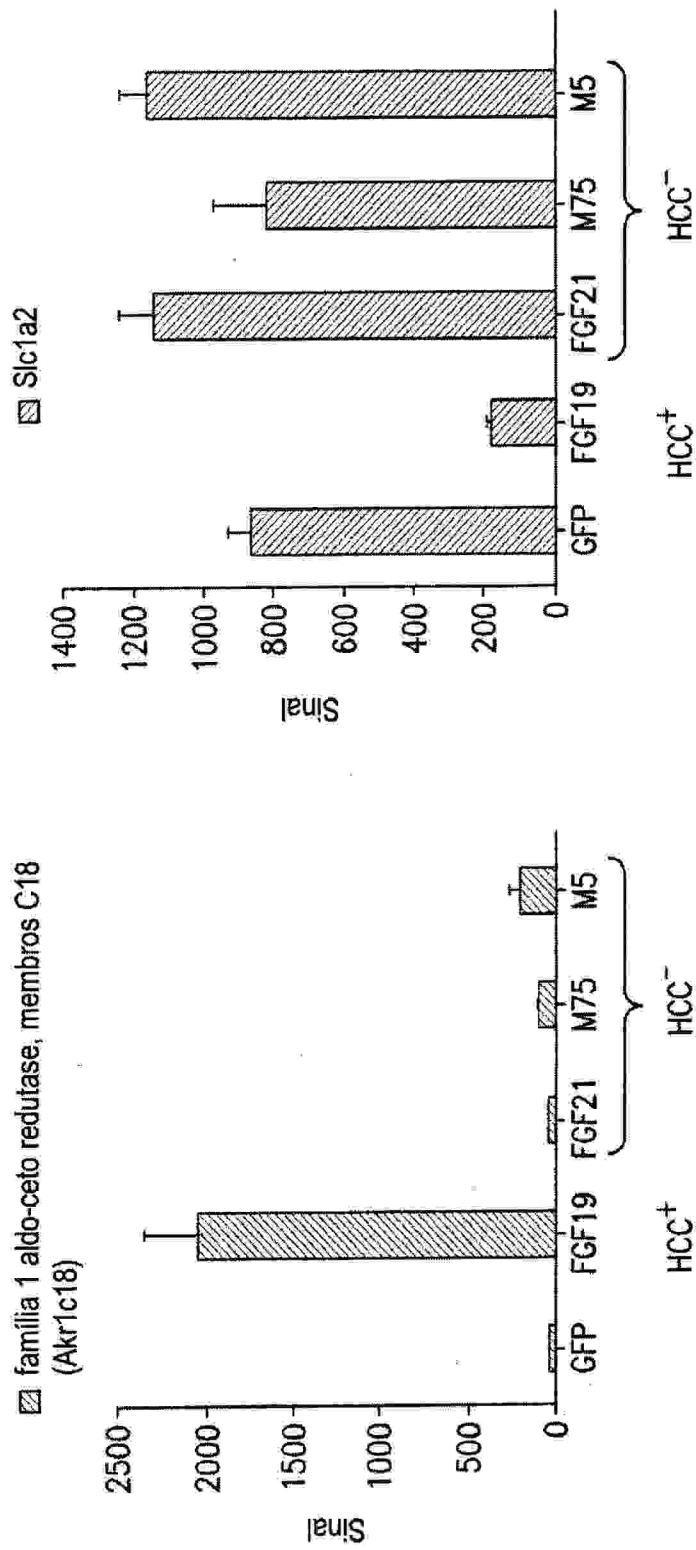 família 1 aldo-ceto redutase, membros C18
(Akr1c18)
Sinal
2500
2000
1500
1000
500
0
GFP FGF19 FGF21 M75 M5
HCC+ HCC-
Slc1a2
Sinal
1400
1200
1000
800
600
400
200
0
GFP FGF19 FGF21 M75 M5
HCC+ HCC-